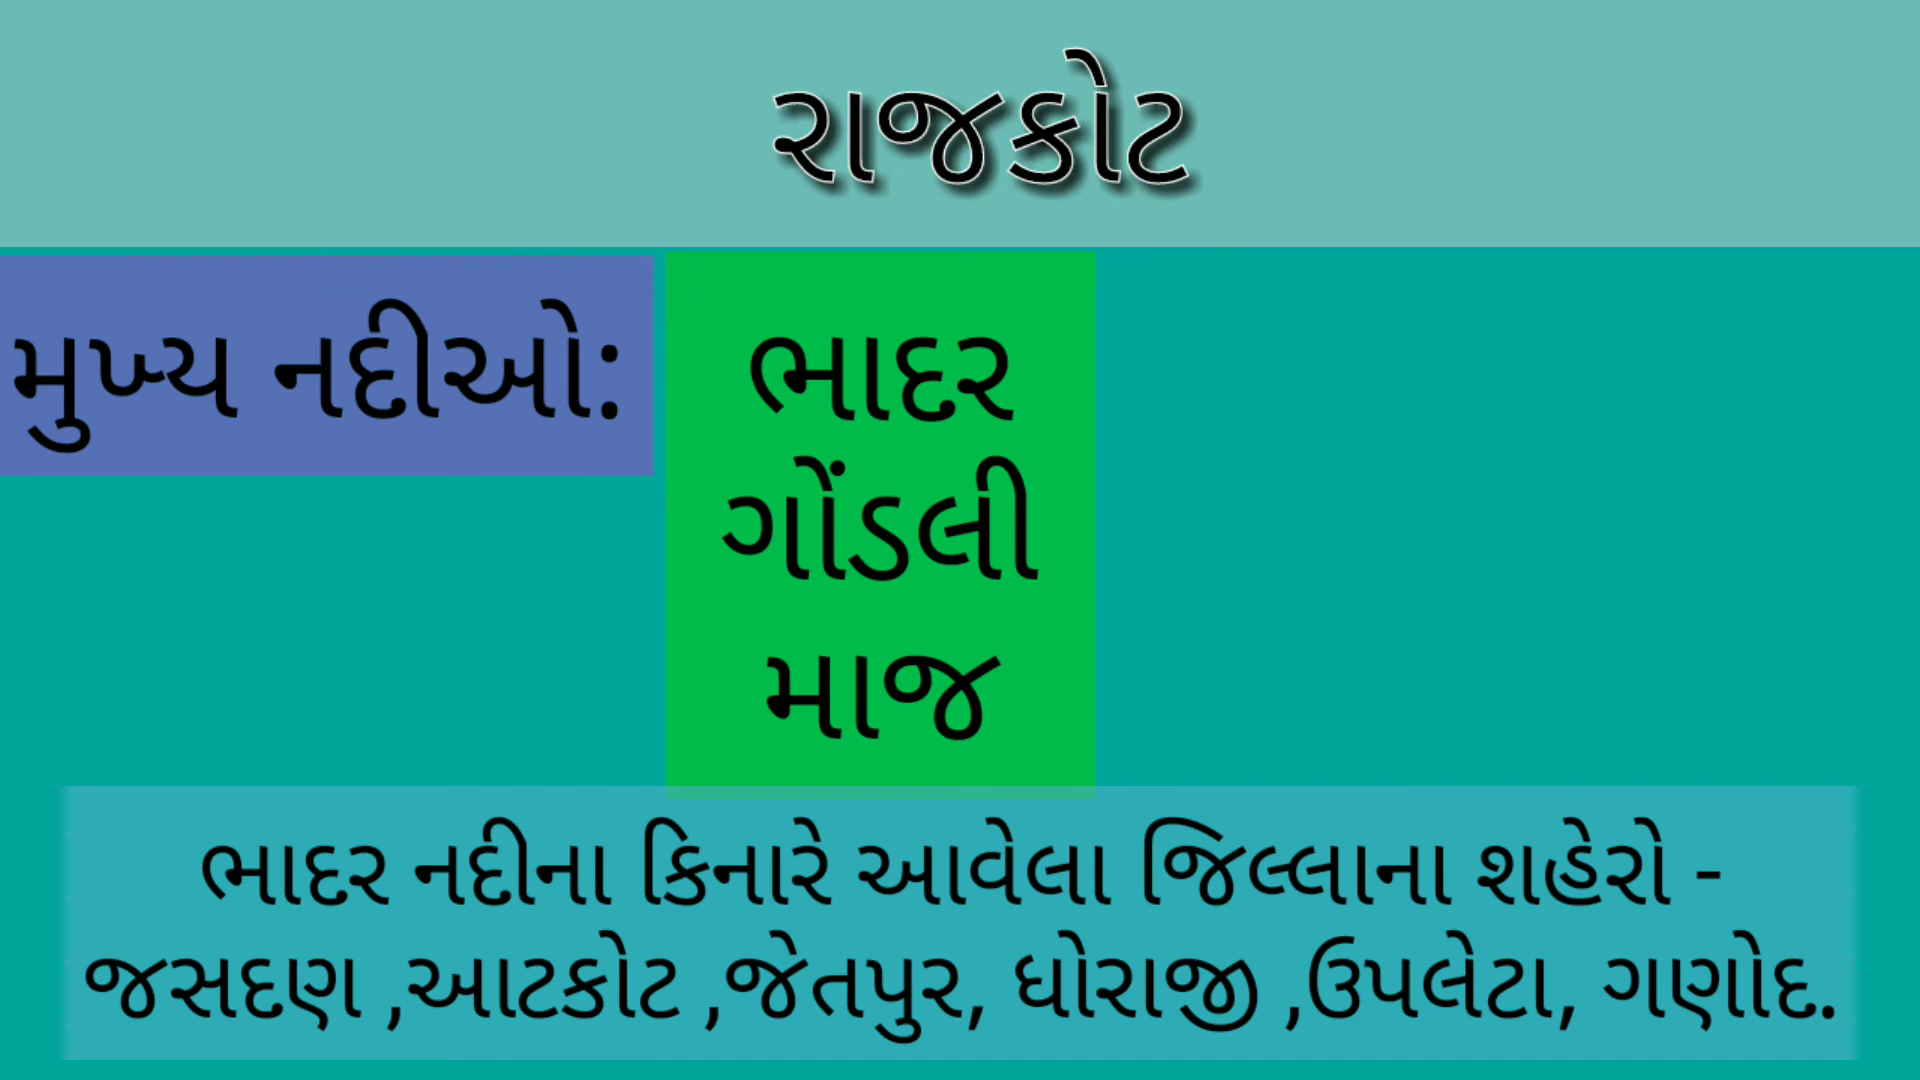 રાજકોટ
મુખ્ય નદીઓ:
ભાદર
ગોંડલી
માજ
ભાદર નદીના કિનારે આવેલા જિલ્લાના શહેરો -
જસદણ ,આટકોટ ,જેતપુર, ધોરાજી ,ઉપલેટા, ગણોદ.